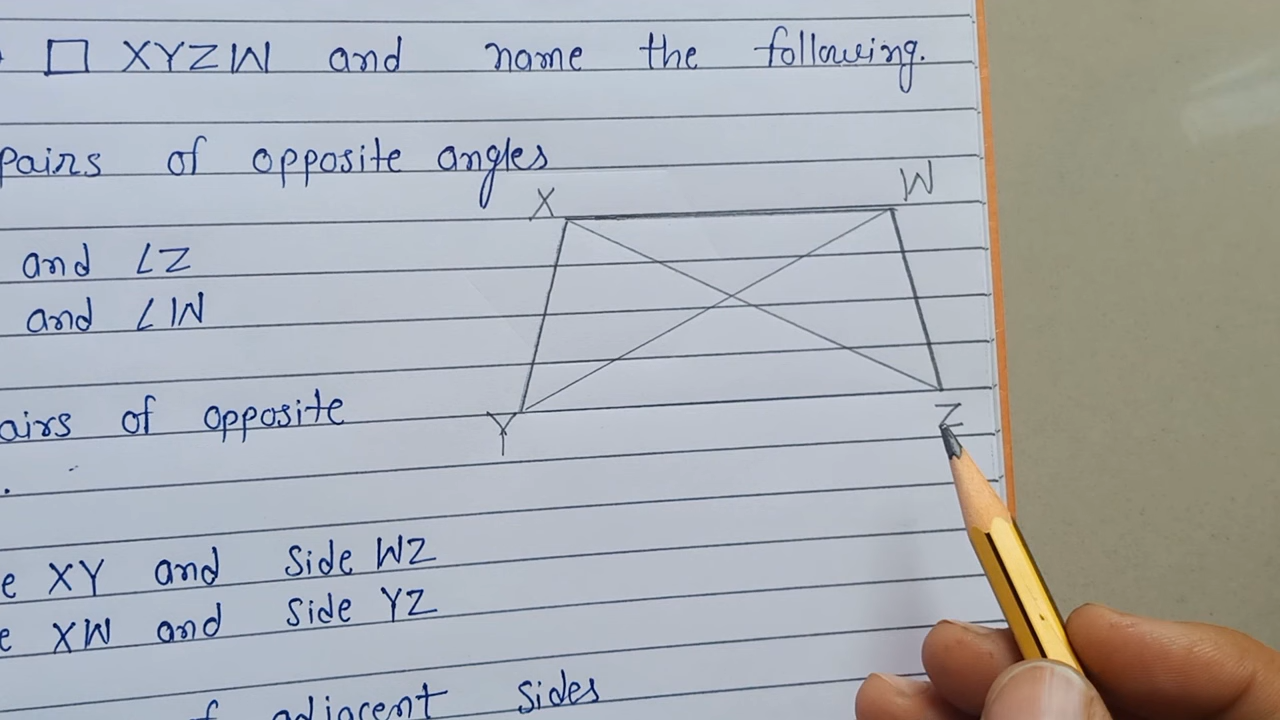 □ XYZW and name the following.
pairs of opposite angles
X
W
and ∠Z
and ∠W
airs of opposite
Y
Z
.
e XY and side WZ
e XW and side YZ
f adjacent sides